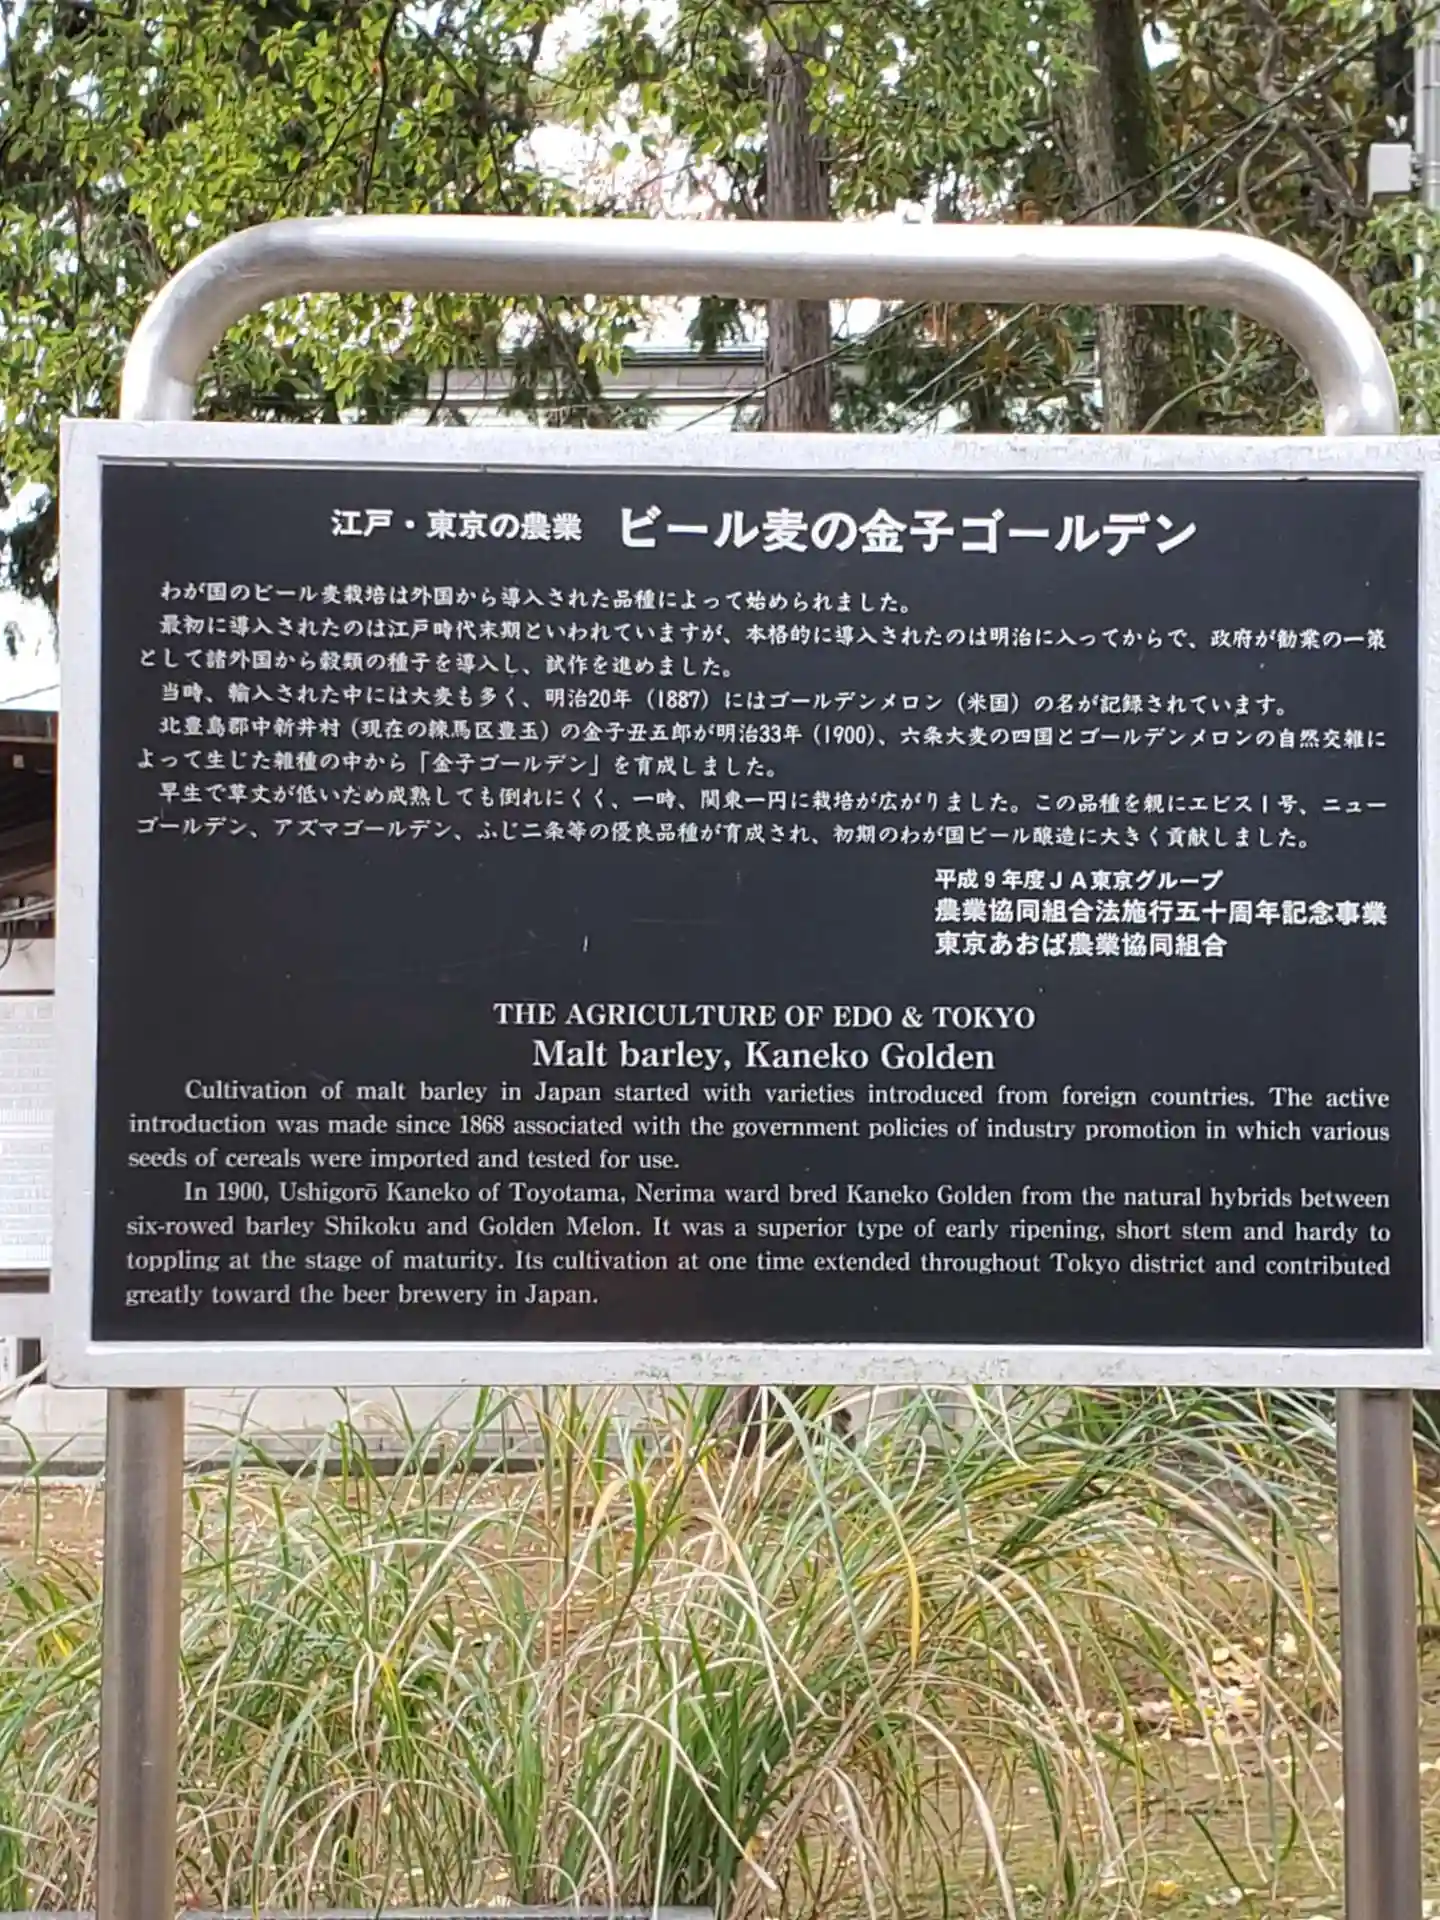 江戸・東京の農業 ビール麦の金子ゴールデン
わが国のビール麦栽培は外国から導入された品種によって始められました。
最初に導入されたのは江戸時代末期といわれていますが、本格的に導入されたのは明治に入ってからで、政府が勧業の一策
として諸外国から穀類の種子を導入し、試作を進めました。
当時、輸入された中には大麦も多く、明治20年（1887）にはゴールデンメロン（米国）の名が記録されています。
北豊島郡中新井村（現在の練馬区豊玉）の金子丑五郎が明治33年（1900）、六条大麦の四国とゴールデンメロンの自然交雑に
よって生じた雑種の中から「金子ゴールデン」を育成しました。
早生で草丈が低いため成熟しても倒れにくく、一時、関東一円に栽培が広がりました。この品種を親にエビス1号、ニュー
ゴールデン、アズマゴールデン、ふじ二条等の優良品種が育成され、初期のわが国ビール醸造に大きく貢献しました。
平成9年度JA東京グループ
農業協同組合法施行五十周年記念事業
東京あおば農業協同組合
THE AGRICULTURE OF EDO & TOKYO
Malt barley, Kaneko Golden
Cultivation of malt barley in Japan started with varieties introduced from foreign countries. The active
introduction was made since 1868 associated with the government policies of industry promotion in which various
seeds of cereals were imported and tested for use.
In 1900, Ushigorō Kaneko of Toyotama, Nerima ward bred Kaneko Golden from the natural hybrids between
six-rowed barley Shikoku and Golden Melon. It was a superior type of early ripening, short stem and hardy to
toppling at the stage of maturity. Its cultivation at one time extended throughout Tokyo district and contributed
greatly toward the beer brewery in Japan.